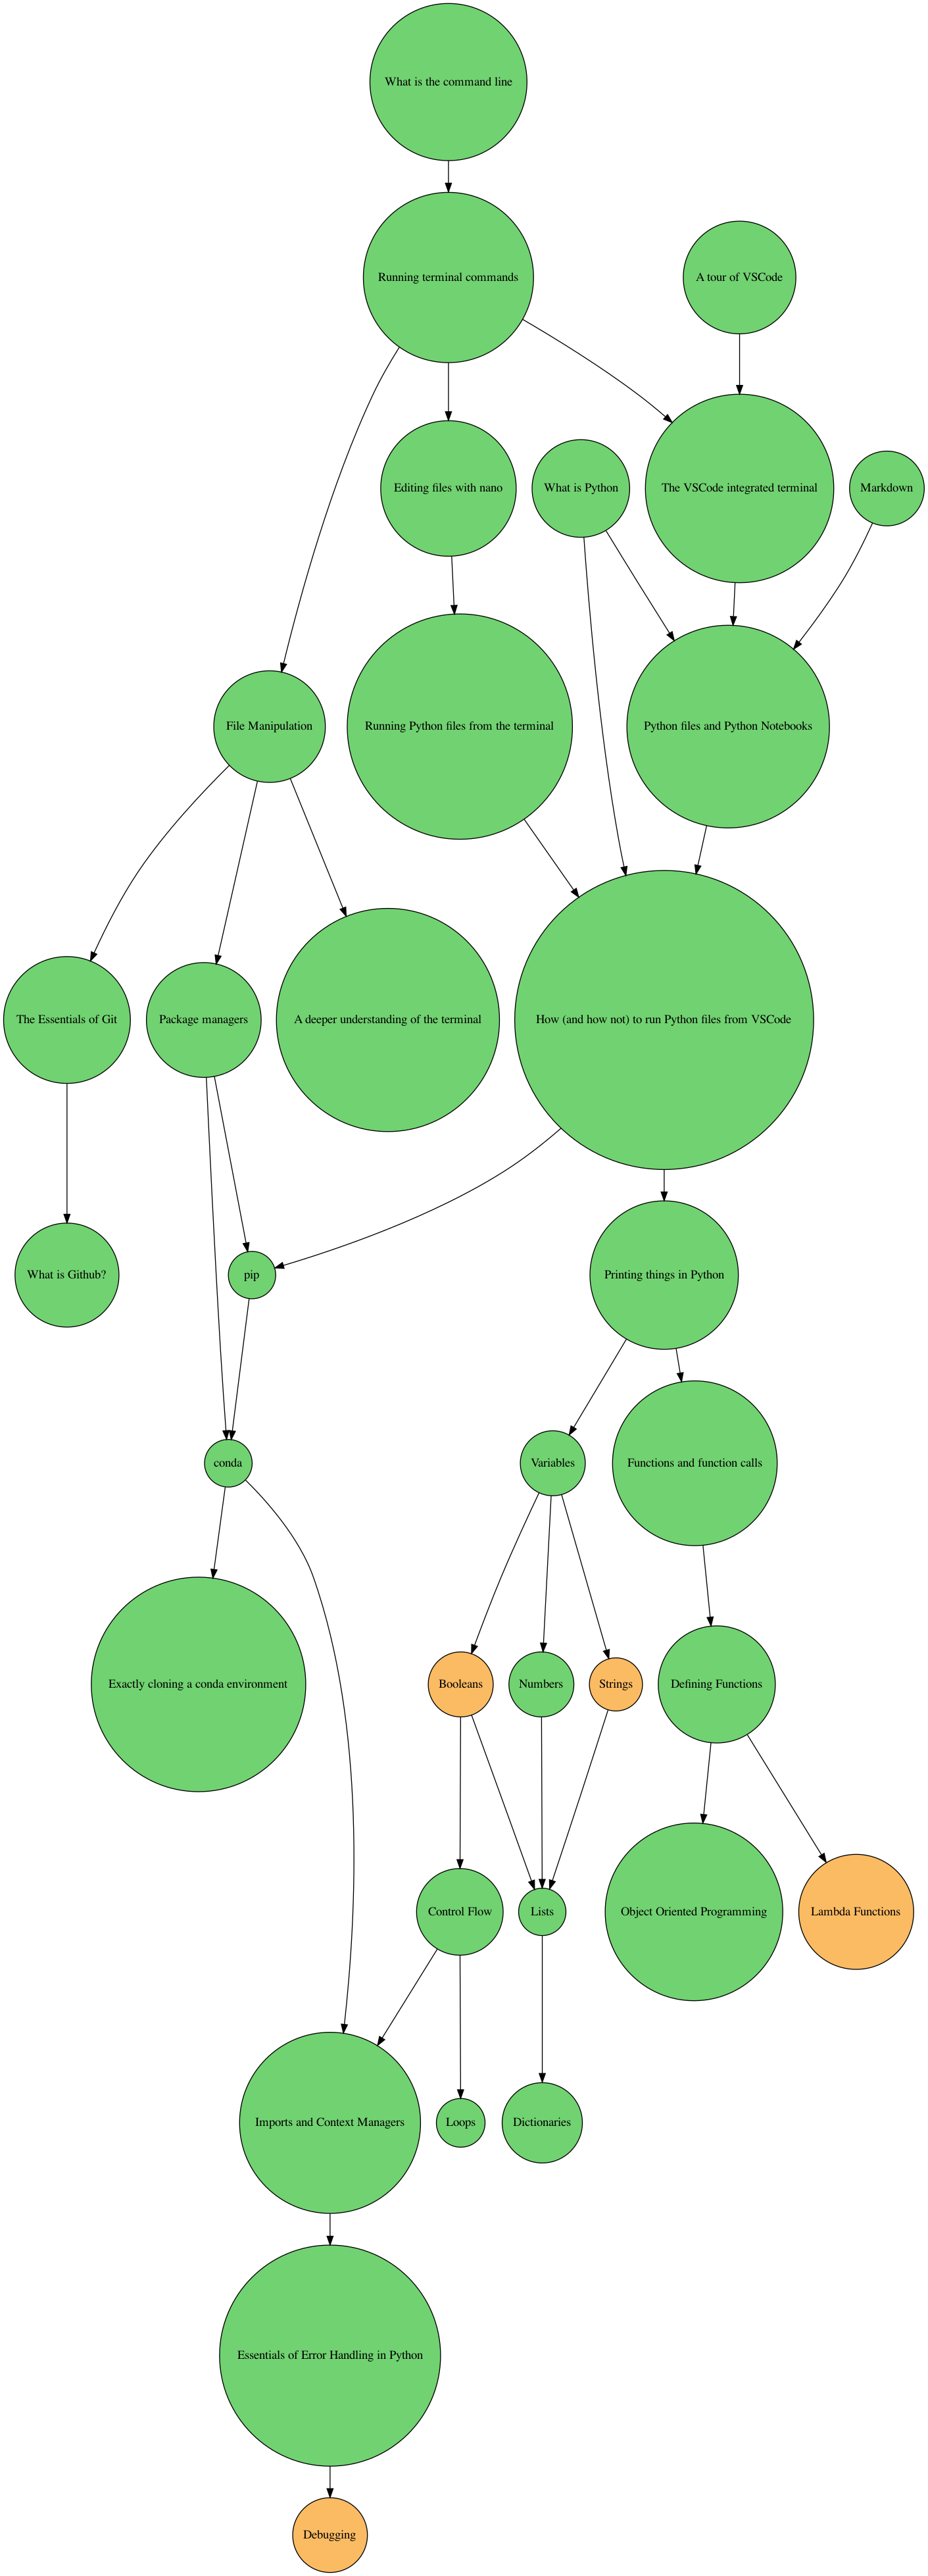 What is the command line
Running terminal commands
A tour of VSCode
Editing files with nano
What is Python
The VSCode integrated terminal
Markdown
File Manipulation
Running Python files from the terminal
Python files and Python Notebooks
The Essentials of Git
Package managers
A deeper understanding of the terminal
How (and how not) to run Python files from VSCode
What is Github?
pip
Printing things in Python
conda
Variables
Functions and function calls
Exactly cloning a conda environment
Booleans
Numbers
Strings
Defining Functions
Control Flow
Lists
Object Oriented Programming
Lambda Functions
Imports and Context Managers
Loops
Dictionaries
Essentials of Error Handling in Python
Debugging